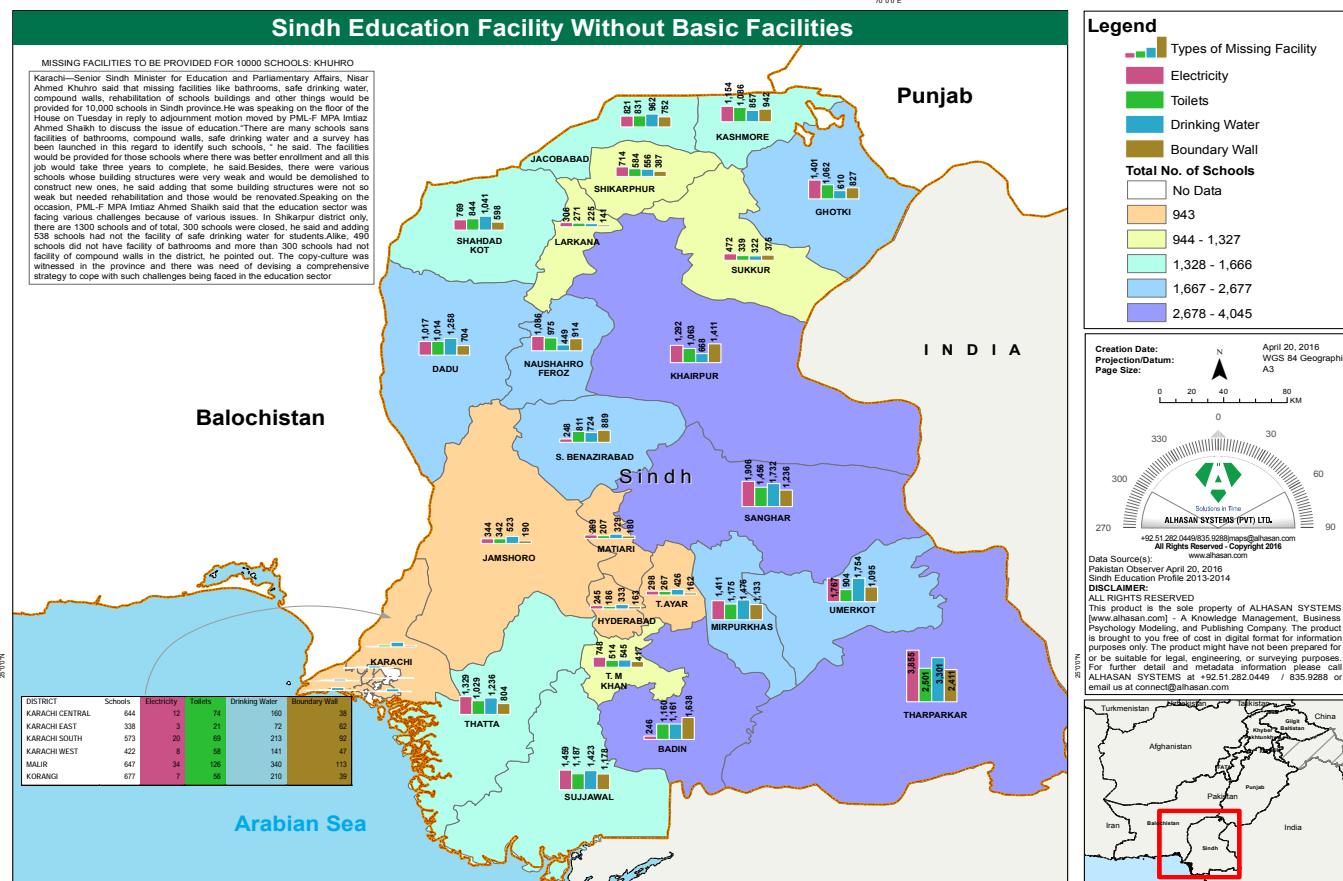 70°0'0"E
Sindh Education Facility Without Basic Facilities
MISSING FACILITIES TO BE PROVIDED FOR 10000 SCHOOLS: KHUHRO
Karachi—Senior Sindh Minister for Education and Parliamentary Affairs, Nisar
Ahmed Khuhro said that missing facilities like bathrooms, safe drinking water,
compound walls, rehabilitation of schools buildings and other things would be
provided for 10,000 schools in Sindh province.He was speaking on the floor of the
House on Tuesday in reply to adjournment motion moved by PML-F MPA Imtiaz
Ahmed Shaikh to discuss the issue of education."There are many schools sans
facilities of bathrooms, compound walls, safe drinking water and a survey has
been launched in this regard to identify such schools, " he said. The facilities
would be provided for those schools where there was better enrollment and all this
job would take three years to complete, he said.Besides, there were various
schools whose building structures were very weak and would be demolished to
construct new ones, he said adding that some building structures were not so
weak but needed rehabilitation and those would be renovated.Speaking on the
occasion, PML-F MPA Imtiaz Ahmed Shaikh said that the education sector was
facing various challenges because of various issues. In Shikarpur district only,
there are 1300 schools and of total, 300 schools were closed, he said and adding
538 schools had not the facility of safe drinking water for students.Alike, 490
schools did not have facility of bathrooms and more than 300 schools had not
facility of compound walls in the district, he pointed out. The copy-culture was
witnessed in the province and there was need of devising a comprehensive
strategy to cope with such challenges being faced in the education sector
Punjab
INDIA
Balochistan
Sindh
Arabian Sea
821 831 962 752
JACOBABAD
1,154 1,086 857 942
KASHMORE
714 584 556 387
SHIKARPHUR
1,401 1,062 610 827
GHOTKI
769 844 1,041 598
SHAHDAD
KOT
306 271 225 141
LARKANA
472 339 322 375
SUKKUR
1,017 1,014 1,258 704
DADU
1,086 975 449 914
NAUSHAHRO
FEROZ
1,292 1,063 668 1,411
KHAIRPUR
248 811 724 889
S. BENAZIRABAD
1,906 1,456 1,732 1,236
SANGHAR
344 342 523 190
JAMSHORO
269 207 329 180
MATIARI
298 267 426 162
T.AYAR
245 186 333 163
HYDERABAD
1,411 1,175 1,476 1,133
MIRPURKHAS
1,767 904 1,754 1,095
UMERKOT
748 514 545 417
T. M
KHAN
KARACHI
1,329 1,029 1,236 804
THATTA
246 1,160 1,161 1,638
BADIN
3,855 2,501 3,301 2,411
THARPARKAR
1,459 1,187 1,423 1,178
SUJJAWAL
25°0'0"N
25°0'0"N
DISTRICT Schools Electricity Toilets Drinking Water Boundary Wall
KARACHI CENTRAL 644 12 74 160 38
KARACHI EAST 338 3 21 72 62
KARACHI SOUTH 573 20 69 213 92
KARACHI WEST 422 8 58 141 47
MALIR 647 34 126 340 113
KORANGI 677 7 56 210 39
Legend
Types of Missing Facility
Electricity
Toilets
Drinking Water
Boundary Wall
Total No. of Schools
No Data
943
944 - 1,327
1,328 - 1,666
1,667 - 2,677
2,678 - 4,045
Creation Date: April 20, 2016
Projection/Datum: WGS 84 Geographic
Page Size: A3
N
0 20 40 80
KM
0
330 30
300 60
270 90
Solutions in Time
ALHASAN SYSTEMS (PVT) LTD.
+92.51.282.0449/835.9288|maps@alhasan.com
All Rights Reserved - Copyright 2016
www.alhasan.com
Data Source(s):
Pakistan Observer April 20, 2016
Sindh Education Profile 2013-2014
DISCLAIMER:
ALL RIGHTS RESERVED
This product is the sole property of ALHASAN SYSTEMS
[www.alhasan.com] - A Knowledge Management, Business
Psychology Modeling, and Publishing Company. The product
is brought to you free of cost in digital format for information
purposes only. The product might have not been prepared for
or be suitable for legal, engineering, or surveying purposes.
For further detail and metadata information please call
ALHASAN SYSTEMS at +92.51.282.0449 / 835.9288 or
email us at connect@alhasan.com
Turkmenistan
Uzbekistan
Tajikistan
China
Gilgit
Baltistan
Khyber
Afghanistan
FATA
Punjab
Pakistan
Iran
Balochistan
India
Sindh